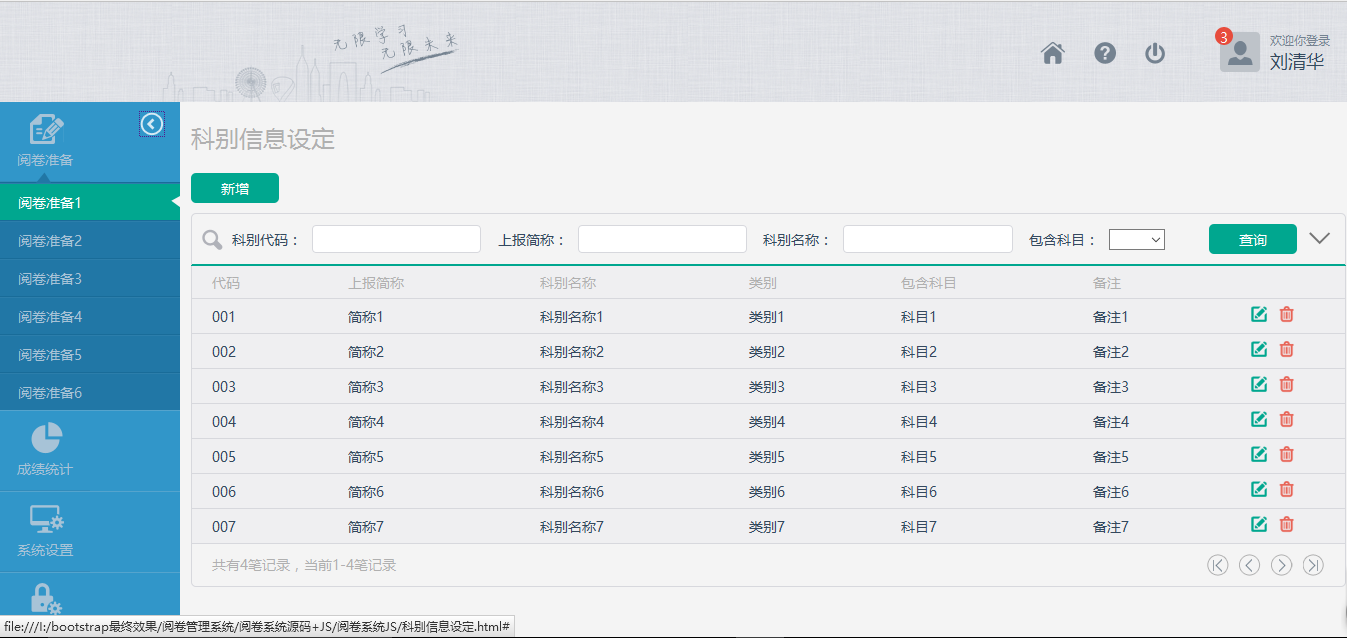 无限学习
无限未来
3
欢迎你登录
刘清华
阅卷准备
阅卷准备1
阅卷准备2
阅卷准备3
阅卷准备4
阅卷准备5
阅卷准备6
成绩统计
系统设置
科别信息设定
新增
科别代码： 上报简称： 科别名称： 包含科目： 查询
代码 上报简称 科别名称 类别 包含科目 备注
001 简称1 科别名称1 类别1 科目1 备注1
002 简称2 科别名称2 类别2 科目2 备注2
003 简称3 科别名称3 类别3 科目3 备注3
004 简称4 科别名称4 类别4 科目4 备注4
005 简称5 科别名称5 类别5 科目5 备注5
006 简称6 科别名称6 类别6 科目6 备注6
007 简称7 科别名称7 类别7 科目7 备注7
共有4笔记录，当前1-4笔记录
file:///I:/bootstrap最终效果/阅卷管理系统/阅卷系统源码+JS/阅卷系统JS/科别信息设定.html#